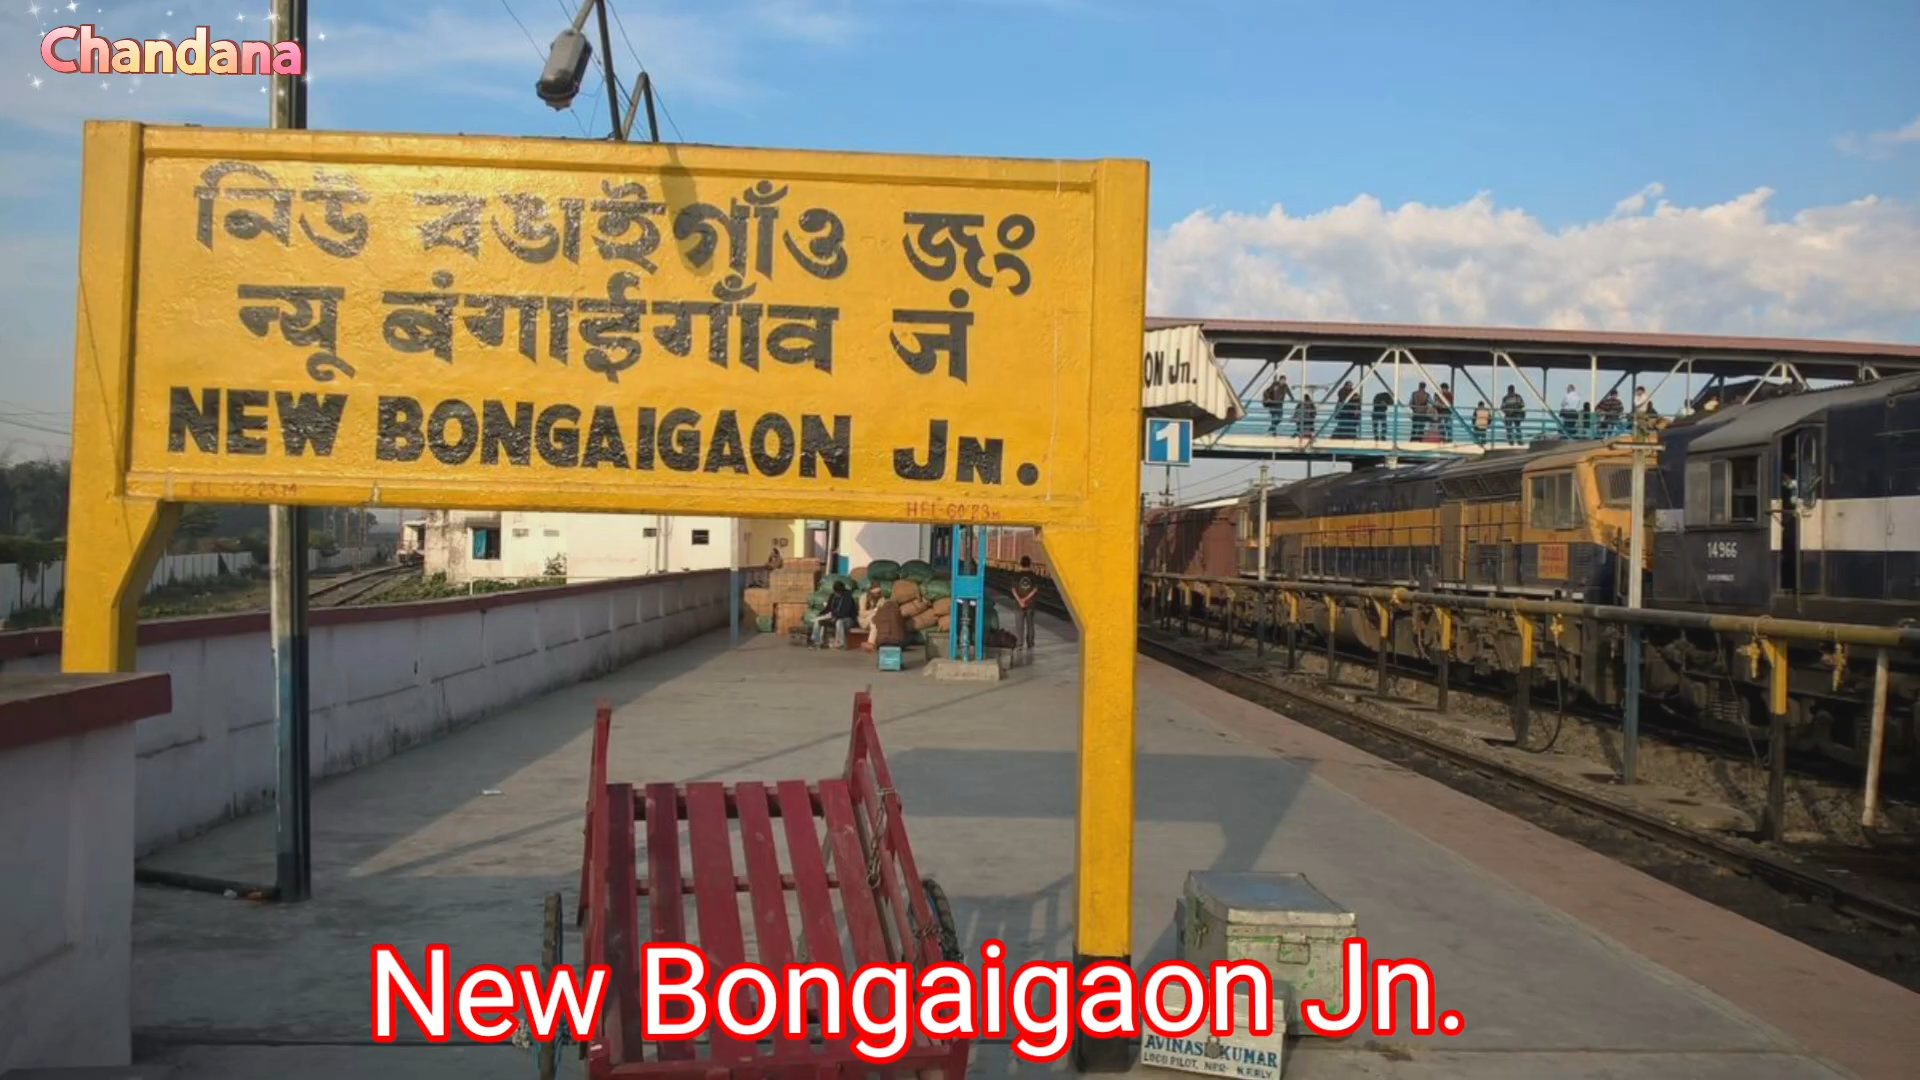 Chandana
নিউ বঙাইগাঁও জং
न्यू बंगाईगाँव जं
NEW BONGAIGAON JN.
ON Jn.
1
14966
New Bongaigaon Jn.
AVINASH KUMAR
LOCO PILOT,